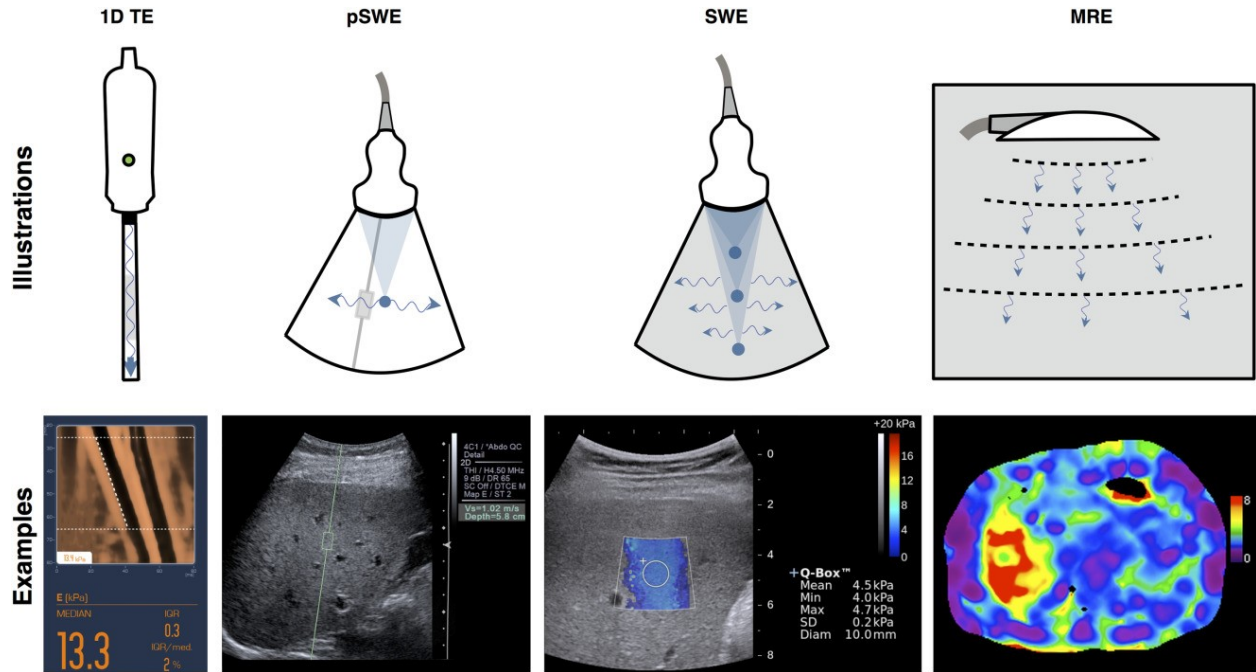 1D TE
pSWE
SWE
MRE
Illustrations
Examples
E (kPa)
MEDIAN
IQR
13.3
0.3
IQR/med.
2 %
4C1 / *Abdo QC
Detail
2D
THI / H4.50 MHz
9 dB / DR 65
SC Off / DTCE M
Map E / ST 2
Vs=1.02 m/s
Depth=5.8 cm
0
2
4
6
8
+20 kPa
16
12
8
4
0
+Q-Box™
Mean 4.5 kPa
Min 4.0 kPa
Max 4.7 kPa
SD 0.2 kPa
Diam 10.0 mm
8
0